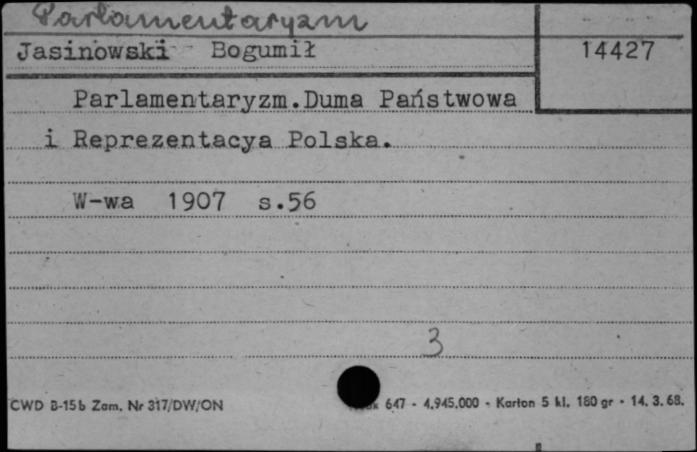 Parlamentaryzm
Jasinowski Bogumił 14427
Parlamentaryzm.Duma Państwowa
i Reprezentacya Polska.
W-wa 1907 s.56
3
CWD B-15b Zam. Nr 317/DW/ON 647 - 4.945.000 - Karton 5 kl. 180 gr - 14. 3. 68.